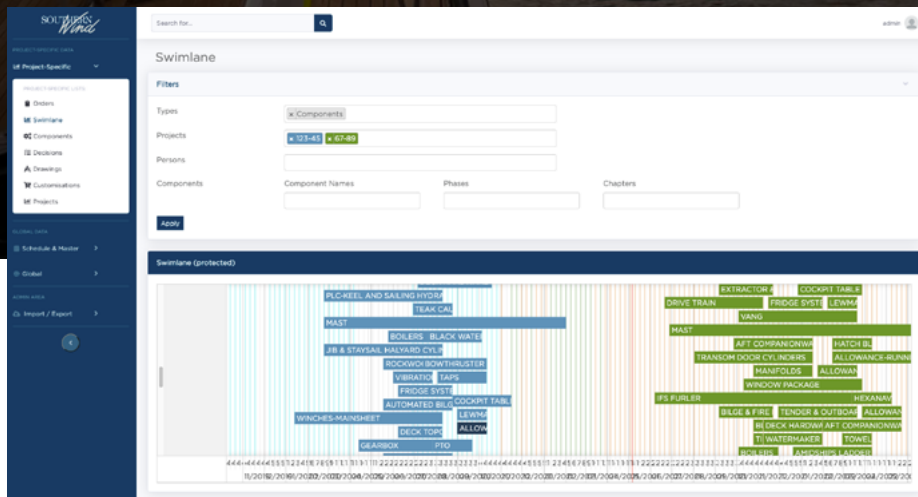 SOUTHERN
Wind
Search for...
admin
PROJECT-SPECIFIC DATA
Project-Specific
PROJECT-SPECIFIC LISTS
Orders
Swimlane
Components
Decisions
Drawings
Customisations
Projects
GLOBAL DATA
Schedule & Master
Global
ADMIN AREA
Import / Export
Swimlane
Filters
Types
× Components
Projects
× 123-45 × 67-89
Persons
Components
Component Names
Phases
Chapters
Apply
Swimlane (protected)
EXTRACTOR COCKPIT TABLE
PLC-KEEL AND SAILING HYDRA DRIVE TRAIN FRIDGE SYST LEWMA
TEAK CAU VANG
MAST MAST
BOILERS BLACK WATE AFT COMPANIONWA HATCH BL
JIB & STAYSAIL HALYARD CYLI TRANSOM DOOR CYLINDERS ALLOWANCE-RUNNI
ROCKWO BOWTHRUSTER MANIFOLDS ALLOWAN
VIBRATIO TAPS WINDOW PACKAGE
FRIDGE SYST IFS FURLER HEXANAV
AUTOMATED BILG COCKPIT TABL
WINCHES-MAINSHEET LEWMA BILGE & FIRE TENDER & OUTBOAR ALLOWAN
DECK TOPC ALLOW DECK HARDWA AFT COMPANIONWA
GEARBOX PTO WATERMAKER TOWEL
BOILERS AMIDSHIPS LADDER